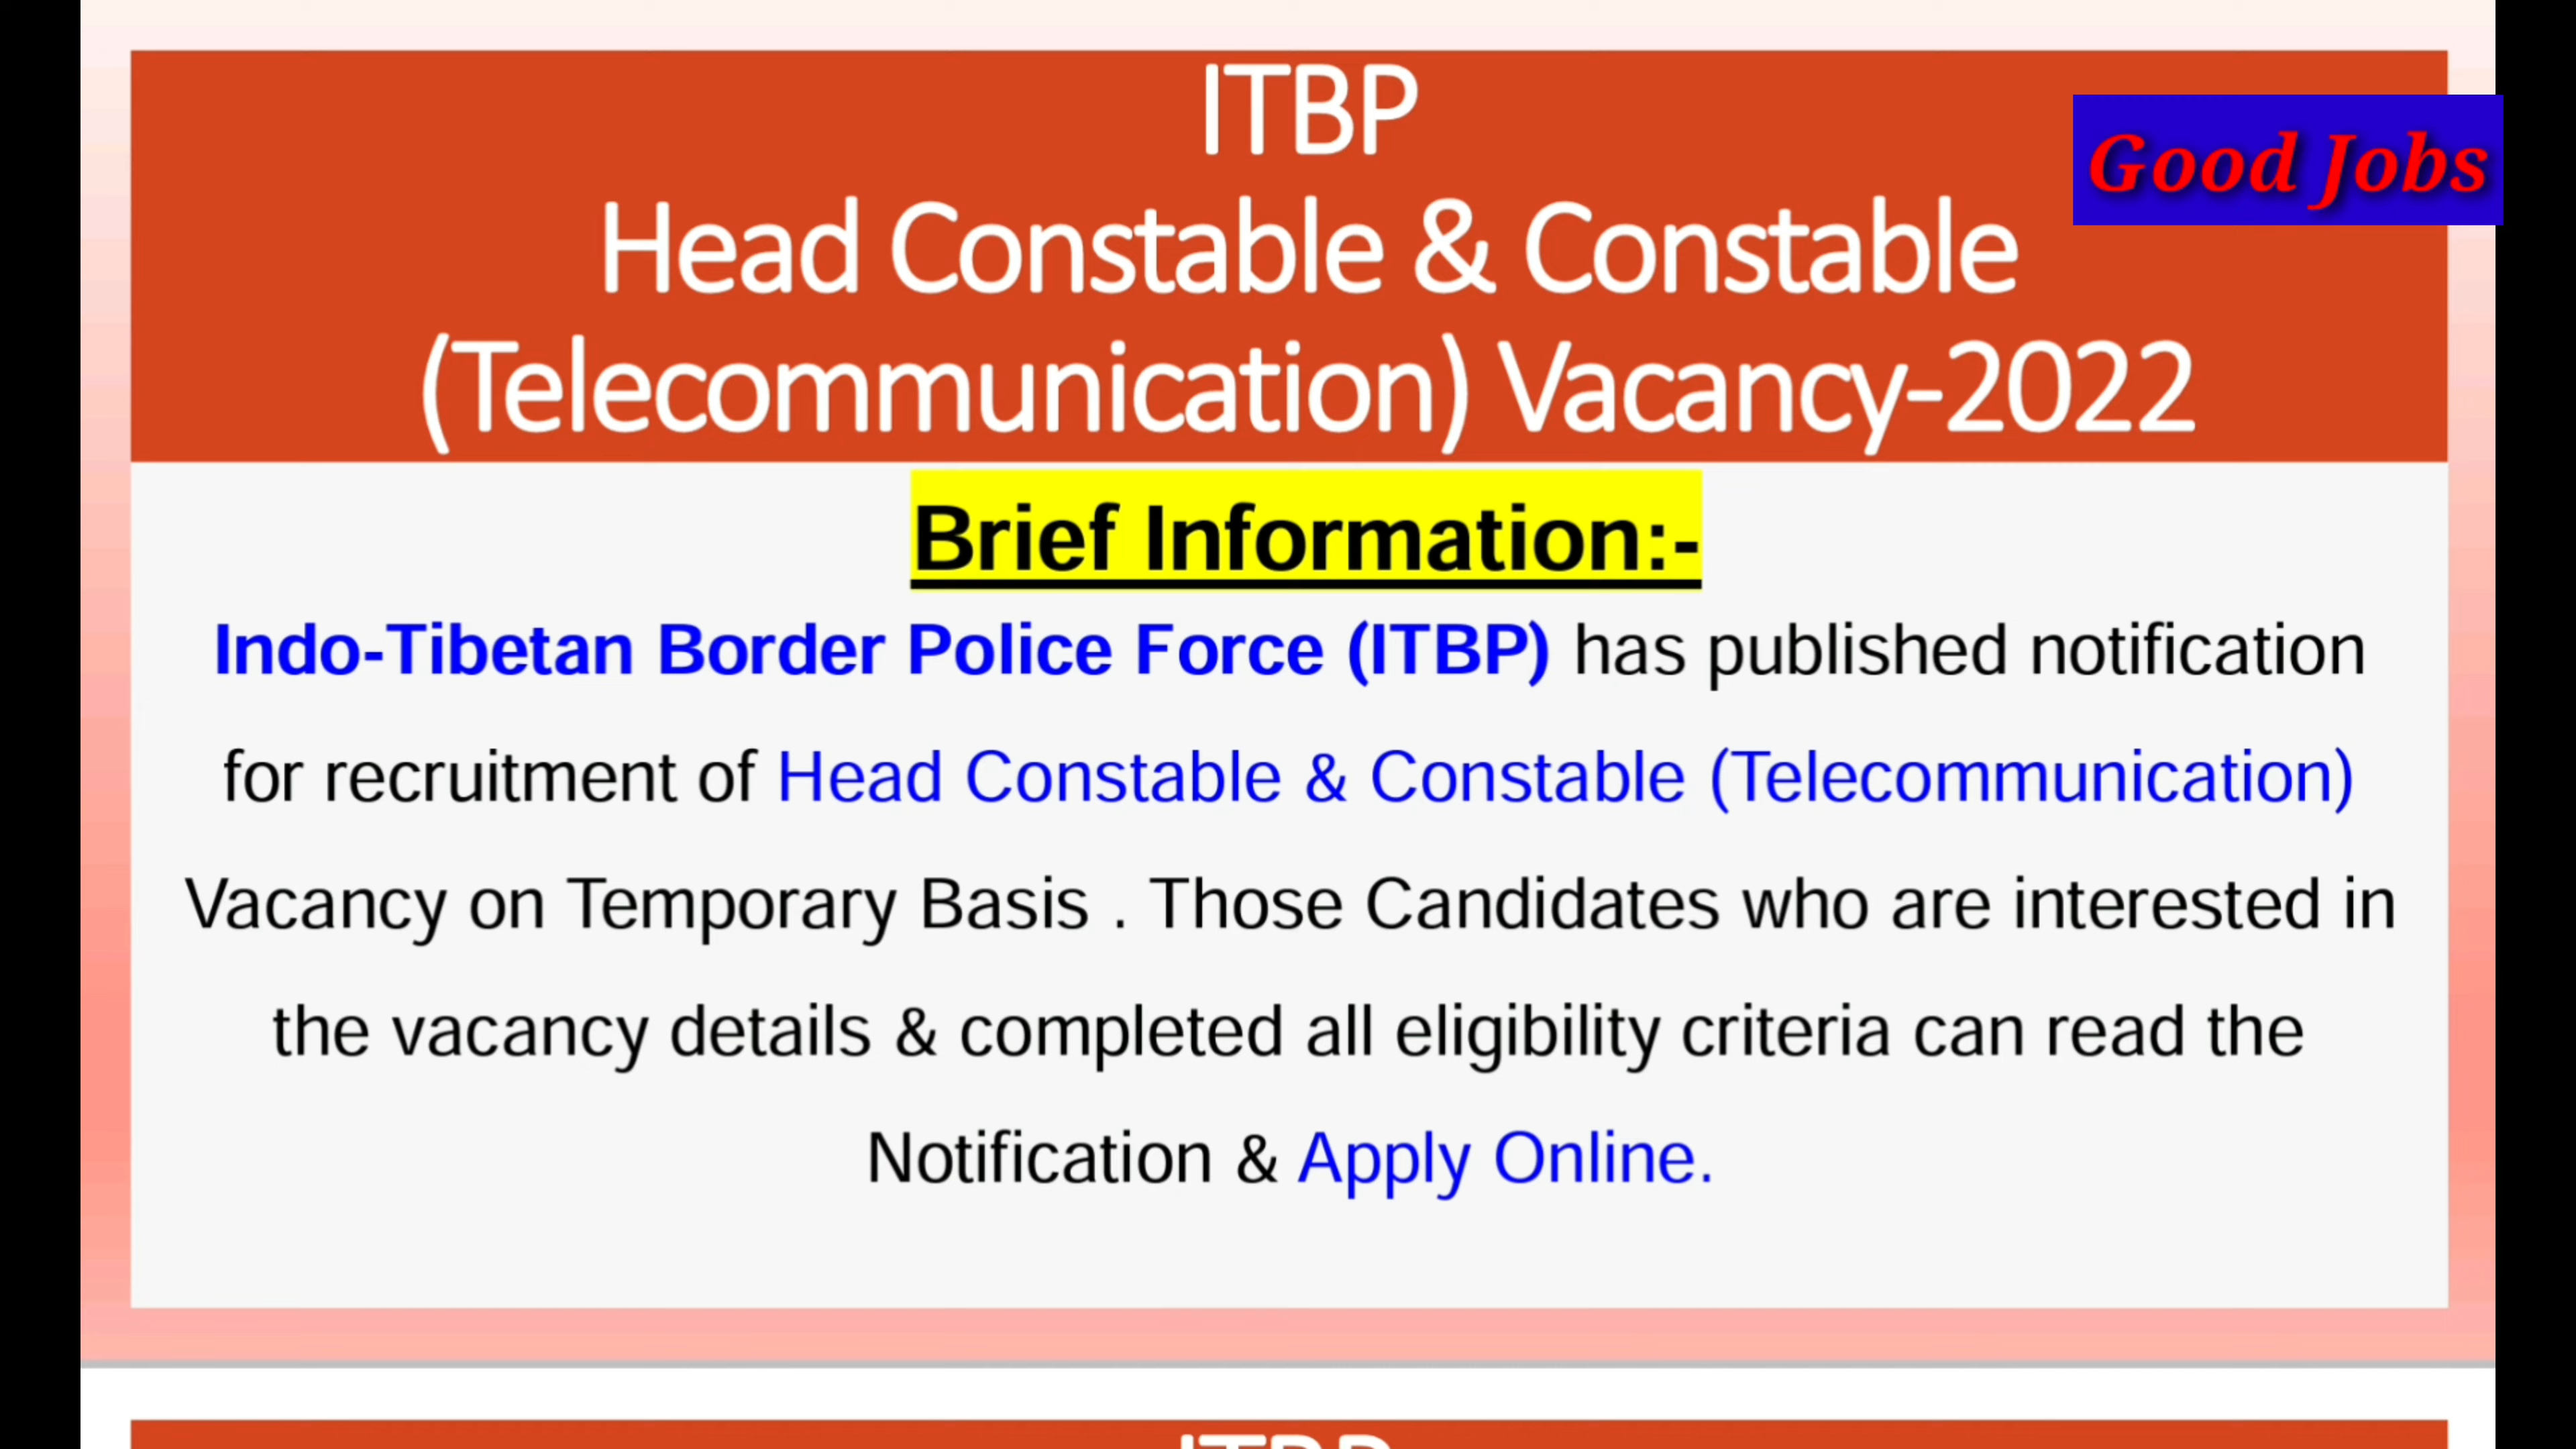 ITBP
Good Jobs
Head Constable & Constable
(Telecommunication) Vacancy-2022
Brief Information:-
Indo-Tibetan Border Police Force (ITBP) has published notification
for recruitment of Head Constable & Constable (Telecommunication)
Vacancy on Temporary Basis . Those Candidates who are interested in
the vacancy details & completed all eligibility criteria can read the
Notification & Apply Online.
ITBP